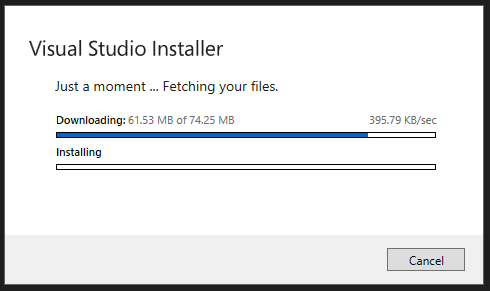 Visual Studio Installer
Just a moment ... Fetching your files.
Downloading: 61.53 MB of 74.25 MB 395.79 KB/sec
Installing
Cancel